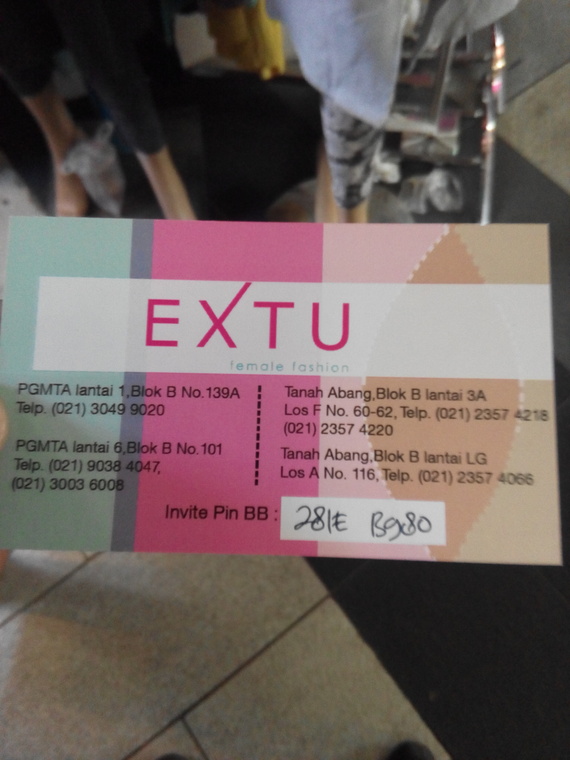 EXTU
female fashion
PGMTA lantai 1,Blok B No.139A
Telp. (021) 3049 9020
PGMTA lantai 6,Blok B No.101
Telp. (021) 9038 4047,
(021) 3003 6008
Tanah Abang,Blok B lantai 3A
Los F No. 60-62, Telp. (021) 2357 4218
(021) 2357 4220
Tanah Abang,Blok B lantai LG
Los A No. 116, Telp. (021) 2357 4066
Invite Pin BB :